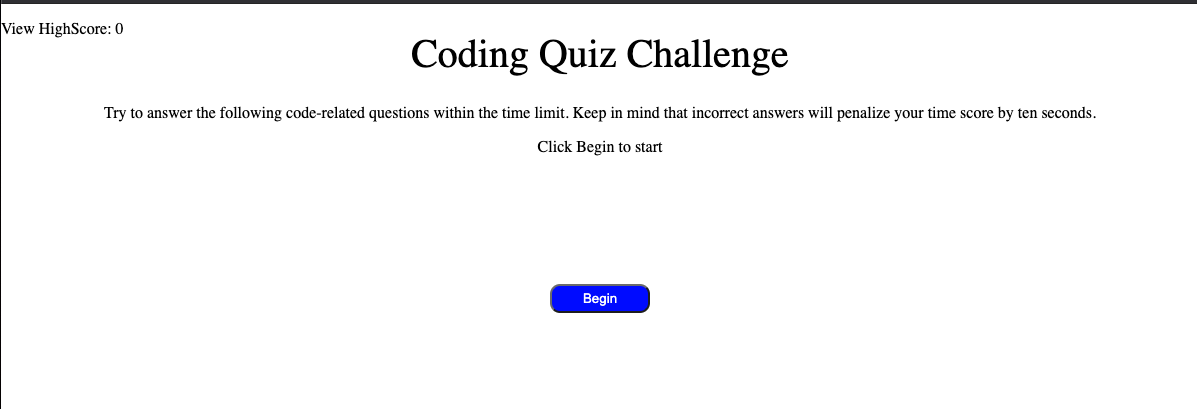 View HighScore: 0
Coding Quiz Challenge
Try to answer the following code-related questions within the time limit. Keep in mind that incorrect answers will penalize your time score by ten seconds.
Click Begin to start
Begin